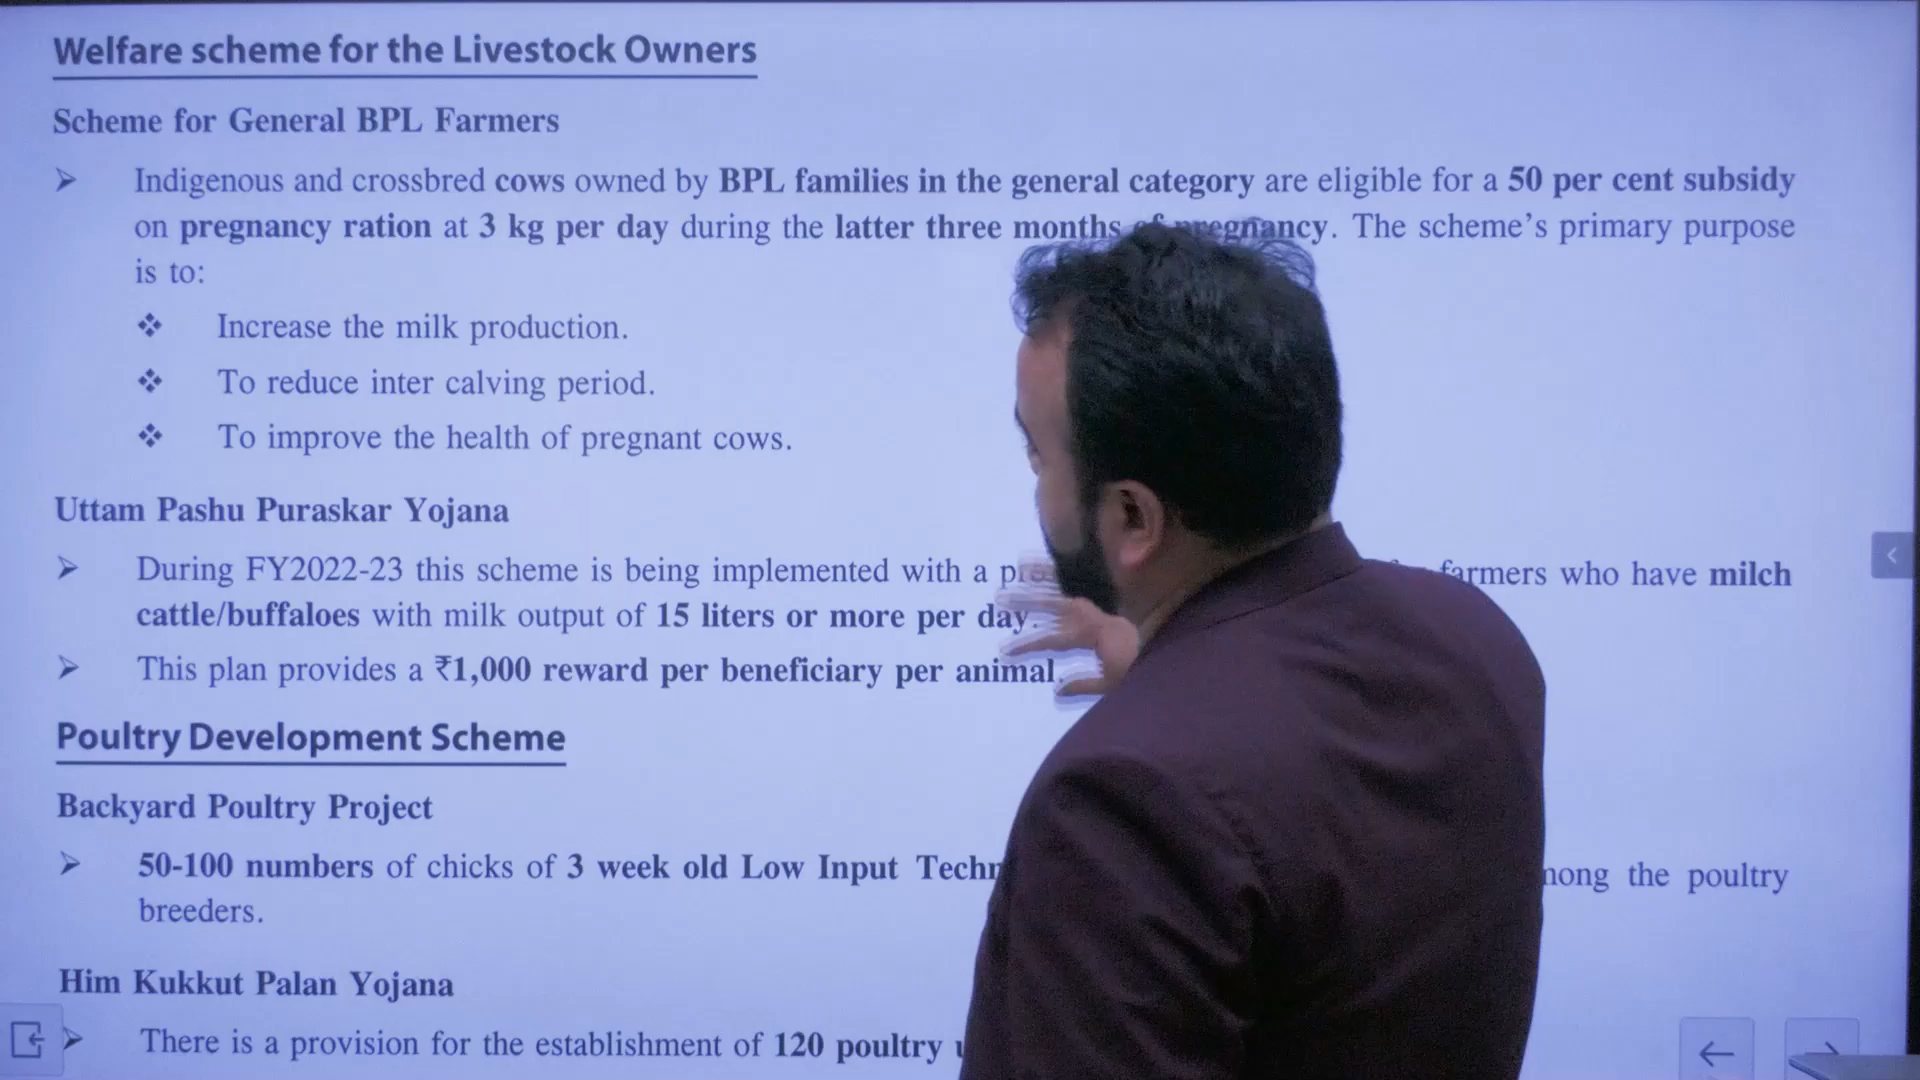 Welfare scheme for the Livestock Owners
Scheme for General BPL Farmers
➢ Indigenous and crossbred cows owned by BPL families in the general category are eligible for a 50 per cent subsidy
on pregnancy ration at 3 kg per day during the latter three months of pregnancy. The scheme’s primary purpose
is to:
❖ Increase the milk production.
❖ To reduce inter calving period.
❖ To improve the health of pregnant cows.
Uttam Pashu Puraskar Yojana
➢ During FY2022-23 this scheme is being implemented with a farmers who have milch
cattle/buffaloes with milk output of 15 liters or more per day.
➢ This plan provides a ₹1,000 reward per beneficiary per animal.
Poultry Development Scheme
Backyard Poultry Project
➢ 50-100 numbers of chicks of 3 week old Low Input the poultry
breeders.
Him Kukkut Palan Yojana
➢ There is a provision for the establishment of 120 poultry